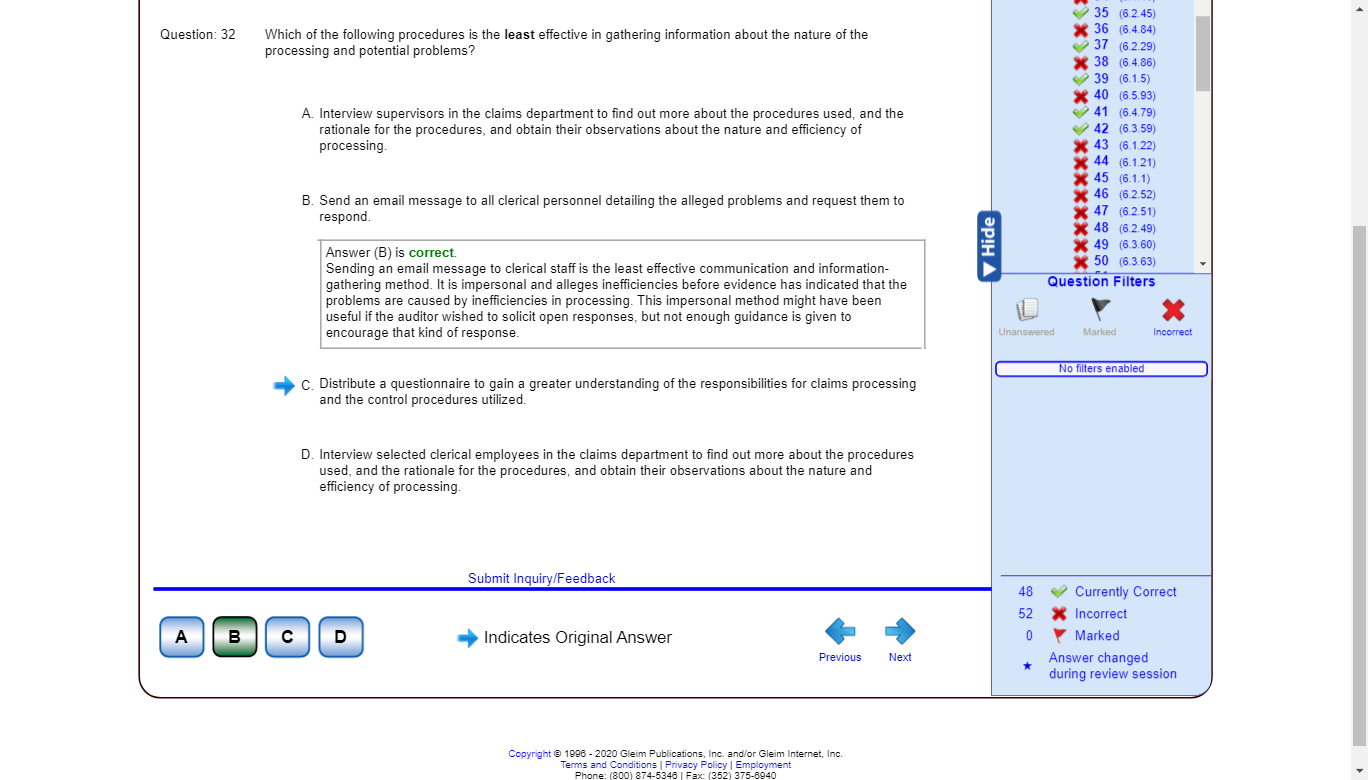 Question: 32
Which of the following procedures is the least effective in gathering information about the nature of the
processing and potential problems?
A. Interview supervisors in the claims department to find out more about the procedures used, and the
rationale for the procedures, and obtain their observations about the nature and efficiency of
processing.
B. Send an email message to all clerical personnel detailing the alleged problems and request them to
respond.
Answer (B) is correct.
Sending an email message to clerical staff is the least effective communication and information-
gathering method. It is impersonal and alleges inefficiencies before evidence has indicated that the
problems are caused by inefficiencies in processing. This impersonal method might have been
useful if the auditor wished to solicit open responses, but not enough guidance is given to
encourage that kind of response.
C. Distribute a questionnaire to gain a greater understanding of the responsibilities for claims processing
and the control procedures utilized.
D. Interview selected clerical employees in the claims department to find out more about the procedures
used, and the rationale for the procedures, and obtain their observations about the nature and
efficiency of processing.
Submit Inquiry/Feedback
A B C D
Indicates Original Answer
Previous
Next
Hide
35 (6.2.45)
36 (6.4.84)
37 (6.2.29)
38 (6.4.86)
39 (6.1.5)
40 (6.5.93)
41 (6.4.79)
42 (6.3.59)
43 (6.1.22)
44 (6.1.21)
45 (6.1.1)
46 (6.2.52)
47 (6.2.51)
48 (6.2.49)
49 (6.3.60)
50 (6.3.63)
Question Filters
Unanswered
Marked
Incorrect
No filters enabled
48 Currently Correct
52 Incorrect
0 Marked
Answer changed
during review session
Copyright © 1996 - 2020 Gleim Publications, Inc. and/or Gleim Internet, Inc.
Terms and Conditions | Privacy Policy | Employment
Phone: (800) 874-5346 | Fax: (352) 375-6940